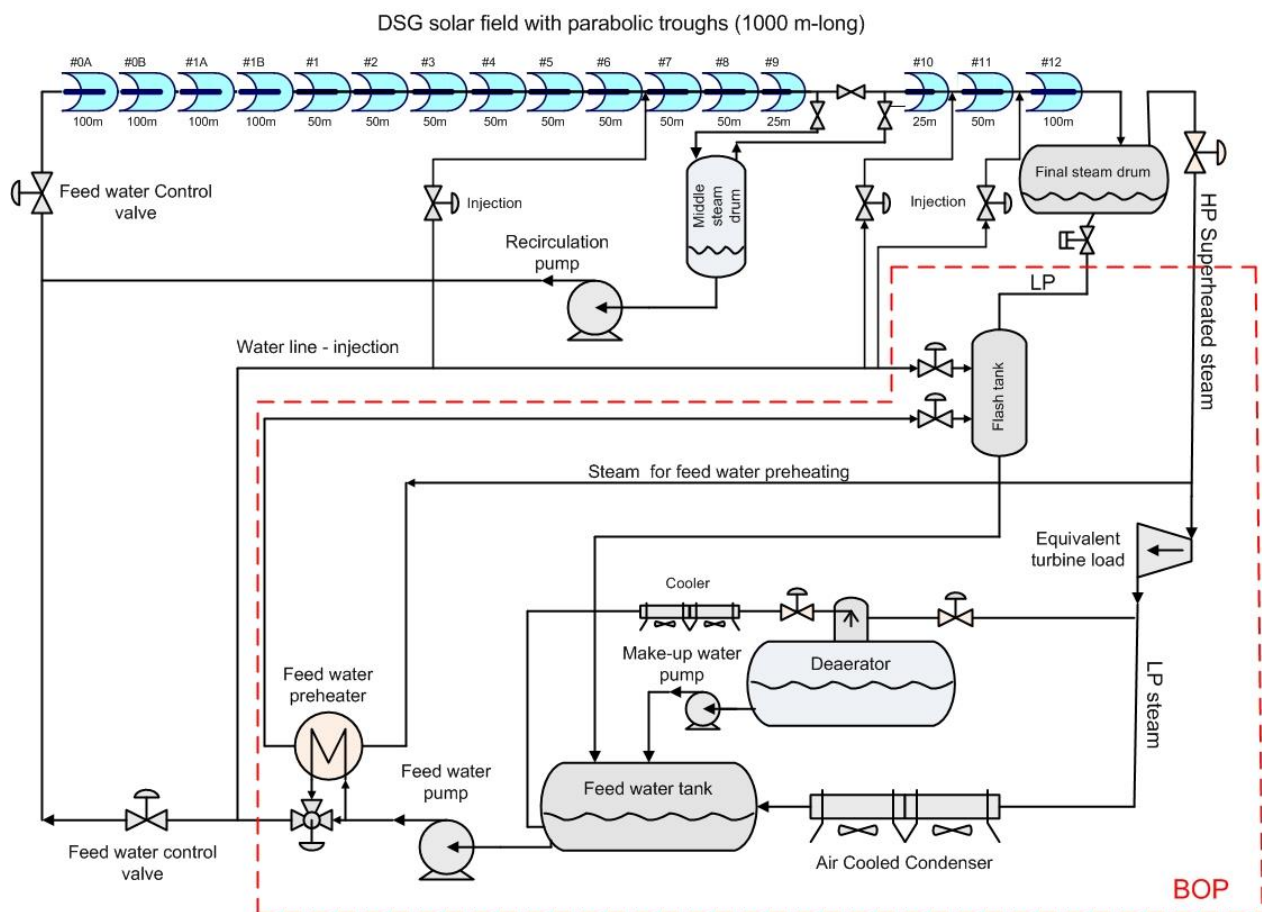 DSG solar field with parabolic troughs (1000 m-long)
#0A #0B #1A #1B #1 #2 #3 #4 #5 #6 #7 #8 #9 #10 #11 #12
100m 100m 100m 100m 50m 50m 50m 50m 50m 50m 50m 50m 25m 25m 50m 100m
Feed water Control
valve
Injection
Middle
steam
drum
Injection
Final steam drum
HP Superheated steam
Recirculation
pump
LP
Water line - injection
Flash tank
Steam for feed water preheating
Equivalent
turbine load
Cooler
Make-up water
pump
Deaerator
LP steam
Feed water
preheater
Feed water
pump
Feed water tank
Feed water control
valve
Air Cooled Condenser
BOP